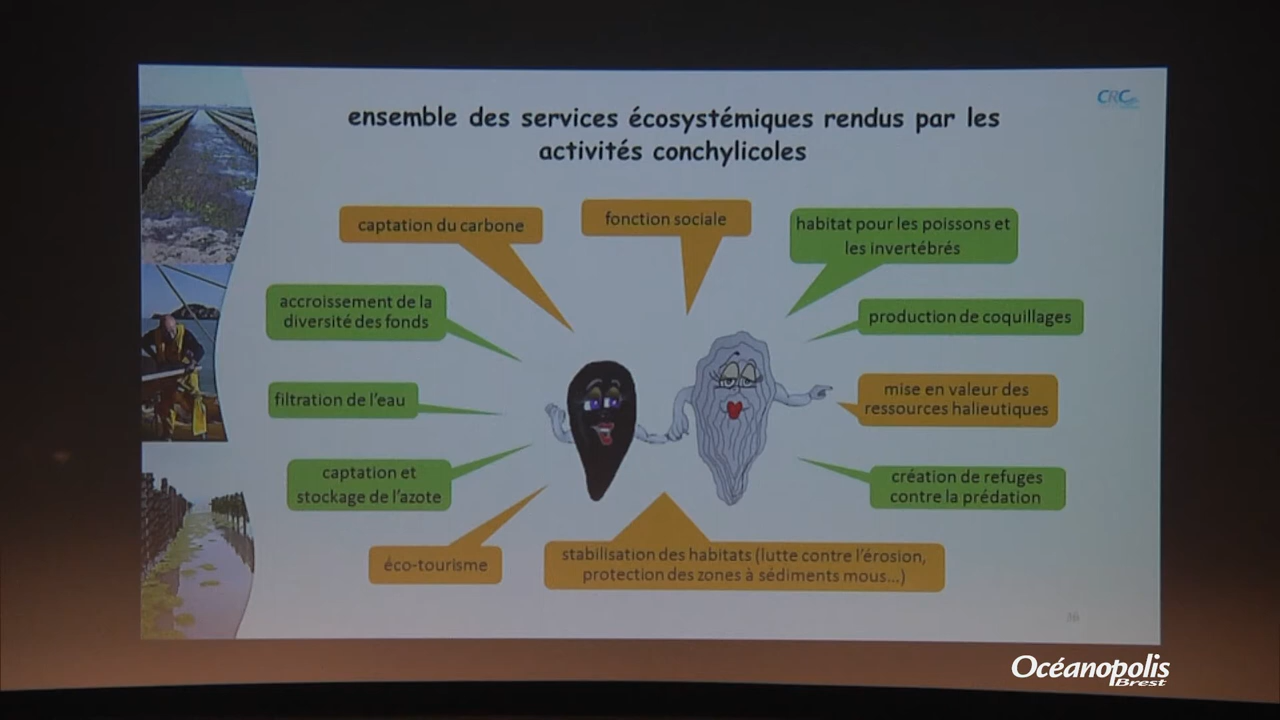 CRC
ensemble des services écosystémiques rendus par les
activités conchylicoles
captation du carbone
fonction sociale
habitat pour les poissons et
les invertébrés
accroissement de la
diversité des fonds
production de coquillages
filtration de l'eau
mise en valeur des
ressources halieutiques
captation et
stockage de l'azote
création de refuges
contre la prédation
éco-tourisme
stabilisation des habitats (lutte contre l'érosion,
protection des zones à sédiments mous...)
Océanopolis
Brest